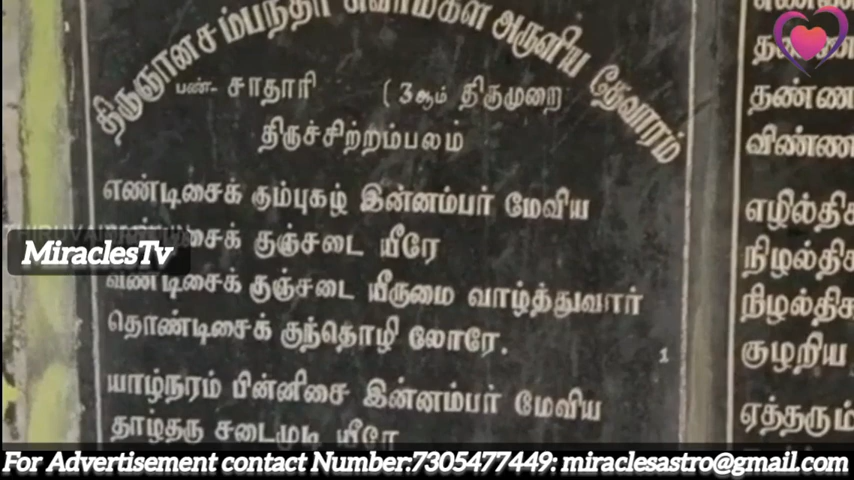 திருஞானசம்பந்தர் சுவாமிகள் அருளிய தேவாரம்
பண்- சாதாரி ( 3ஆம் திருமுறை
திருச்சிற்றம்பலம்
எண்டிசைக் கும்புகழ் இன்னம்பர் மேவிய
குஞ்சடை யீரே
வண்டிசைக் குஞ்சடை யீருமை வாழ்த்துவார்
தொண்டிசைக் குந்தொழி லோரே. 1
யாழ்நரம் பின்னிசை இன்னம்பர் மேவிய
தாழ்தரு சடைமுடி யீரே
தண்ண
விண்ண
எழில்திக
நிழல்திக
நிழல்திக
குழறிய
ஏத்தரும்
MiraclesTv
For Advertisement contact Number:7305477449: miraclesastro@gmail.com